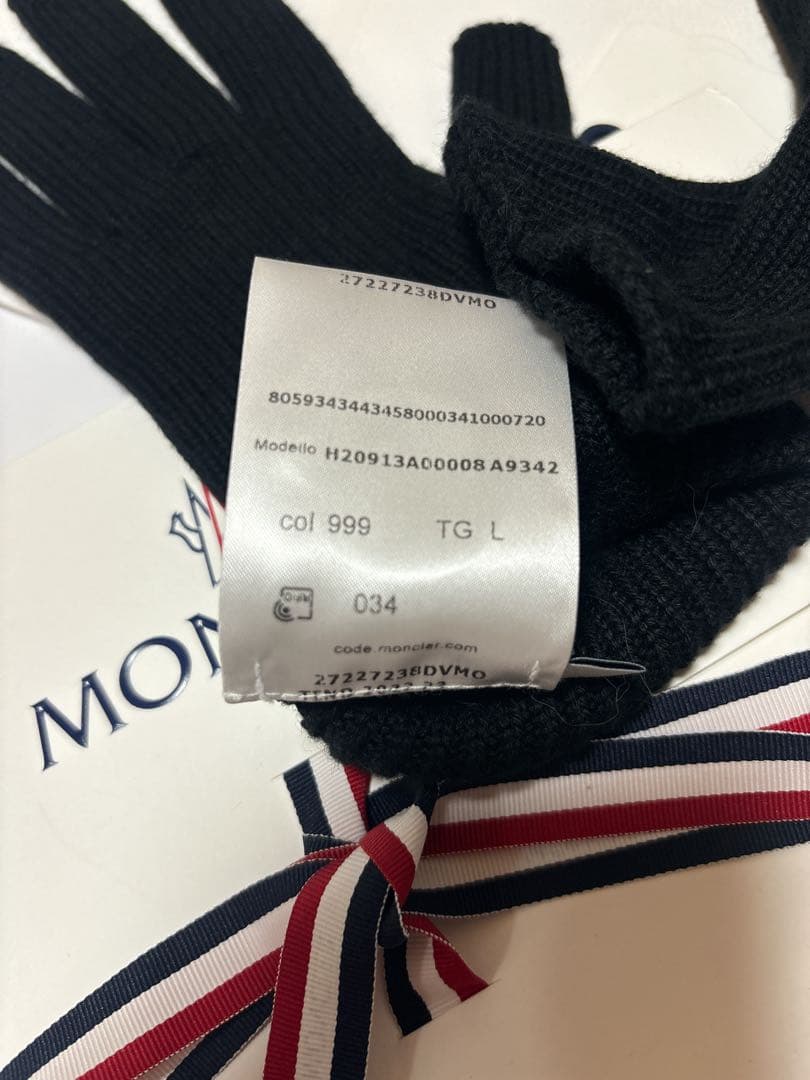 27227238DVMO
8059343443458000341000720
Modello H20913A00008 A9342
col 999 TG L
034
code.moncler.com
27227238DVMO
MON